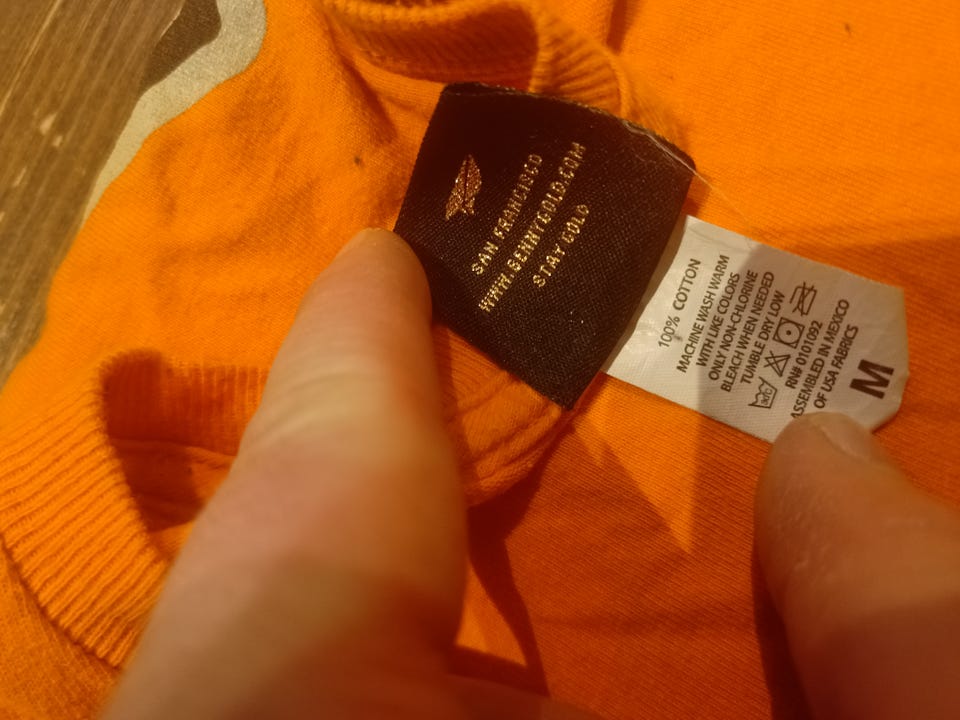 SAN FRANCISCO
WWW.BENNYGOLD.COM
STAY GOLD
100% COTTON
MACHINE WASH WARM
WITH LIKE COLORS
ONLY NON-CHLORINE
BLEACH WHEN NEEDED
TUMBLE DRY LOW
RN# 0101092
ASSEMBLED IN MEXICO
OF USA FABRICS
M